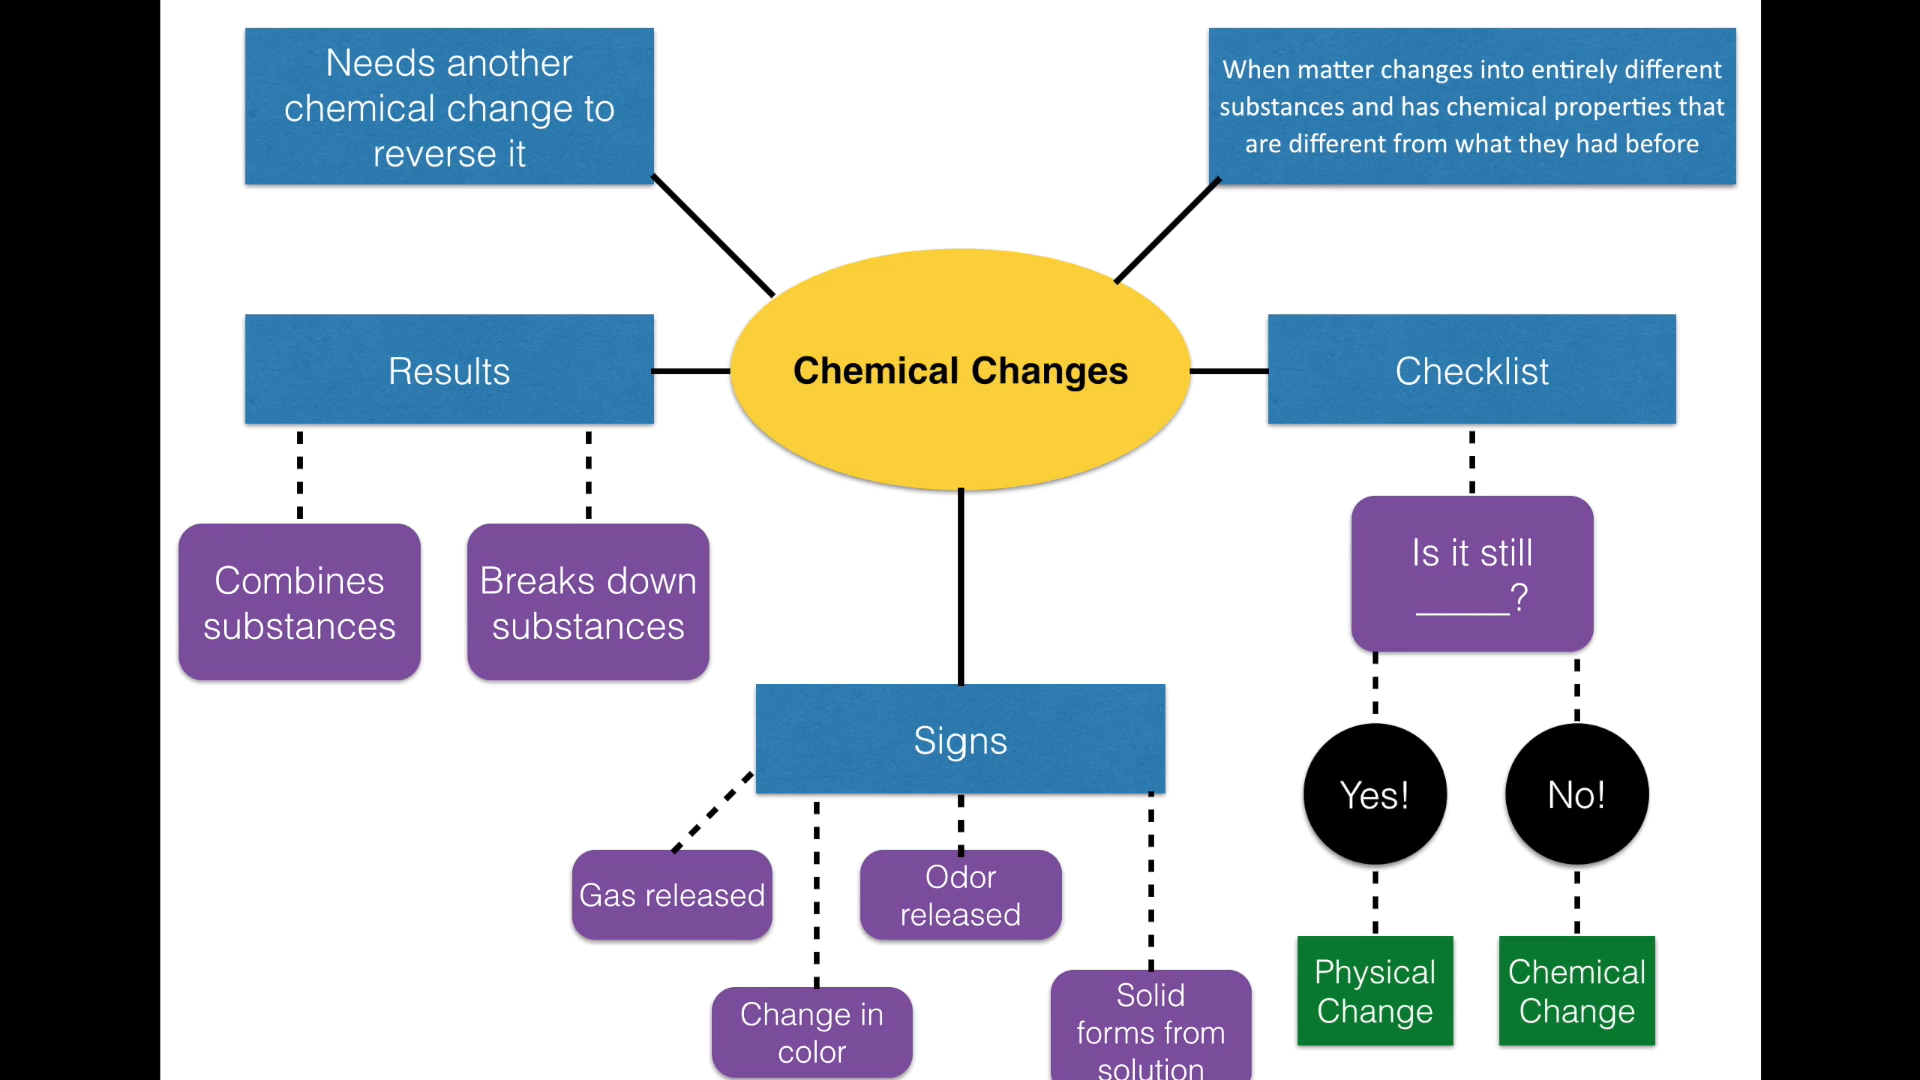 Needs another
chemical change to
reverse it
When matter changes into entirely different
substances and has chemical properties that
are different from what they had before
Results
Chemical Changes
Checklist
Combines
substances
Breaks down
substances
Is it still
_____?
Signs
Yes!
No!
Gas released
Odor
released
Change in
color
Solid
forms from
solution
Physical
Change
Chemical
Change